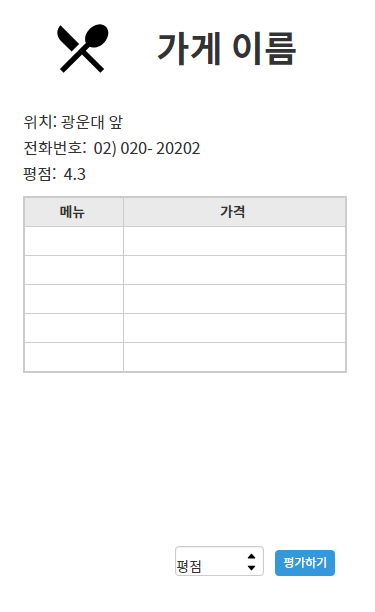 가게 이름
위치: 광운대 앞
전화번호: 02) 020- 20202
평점: 4.3
메뉴 가격
평점 평가하기